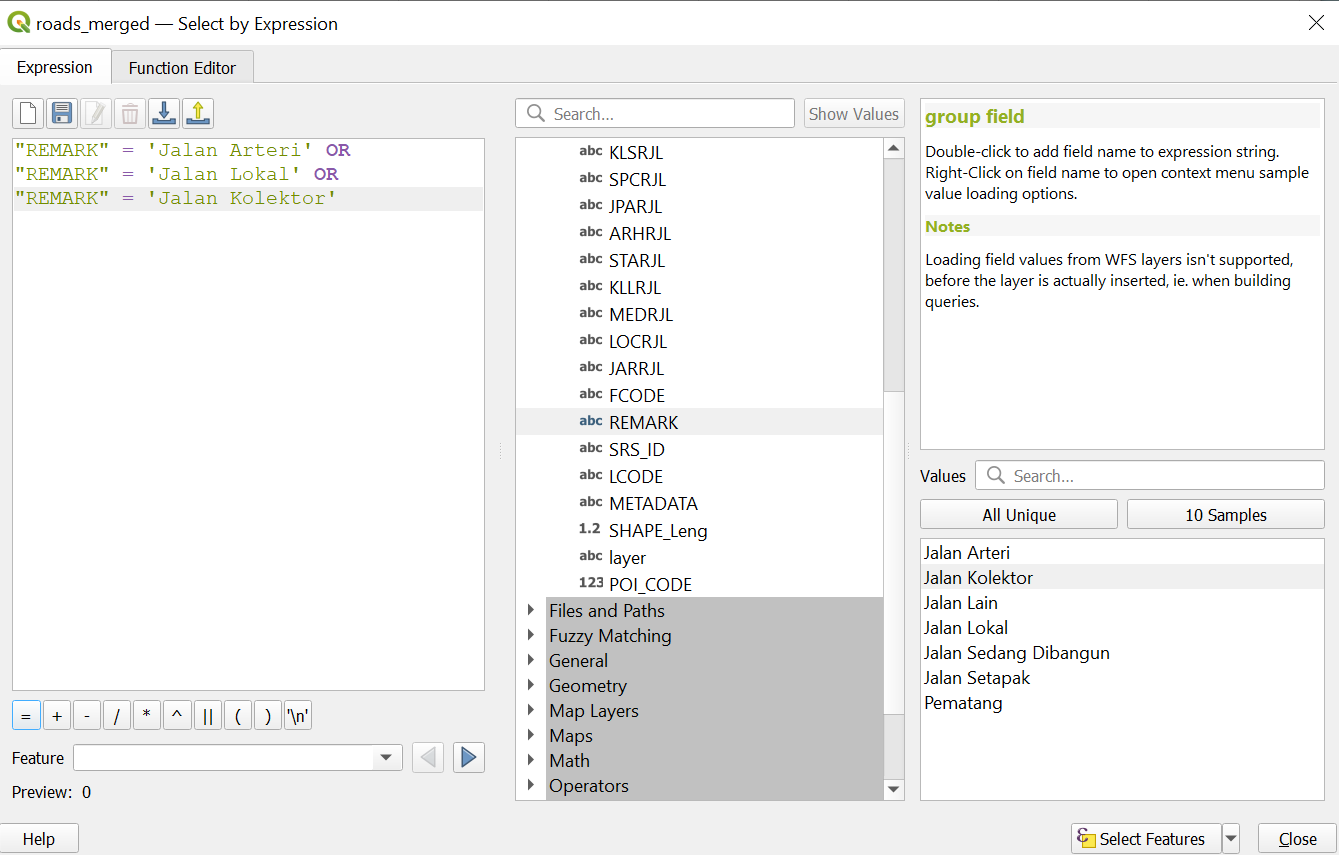 roads_merged — Select by Expression
Expression
Function Editor
"REMARK" = 'Jalan Arteri' OR
"REMARK" = 'Jalan Lokal' OR
"REMARK" = 'Jalan Kolektor'
= + - / * ^ || ( ) '\n'
Feature
Preview: 0
Help
Search...
Show Values
abc KLSRJL
abc SPCRJL
abc JPARJL
abc ARHRJL
abc STARJL
abc KLLRJL
abc MEDRJL
abc LOCRJL
abc JARRJL
abc FCODE
abc REMARK
abc SRS_ID
abc LCODE
abc METADATA
1.2 SHAPE_Leng
abc layer
123 POI_CODE
Files and Paths
Fuzzy Matching
General
Geometry
Map Layers
Maps
Math
Operators
group field
Double-click to add field name to expression string.
Right-Click on field name to open context menu sample
value loading options.
Notes
Loading field values from WFS layers isn't supported,
before the layer is actually inserted, ie. when building
queries.
Values
Search...
All Unique
10 Samples
Jalan Arteri
Jalan Kolektor
Jalan Lain
Jalan Lokal
Jalan Sedang Dibangun
Jalan Setapak
Pematang
Select Features
Close